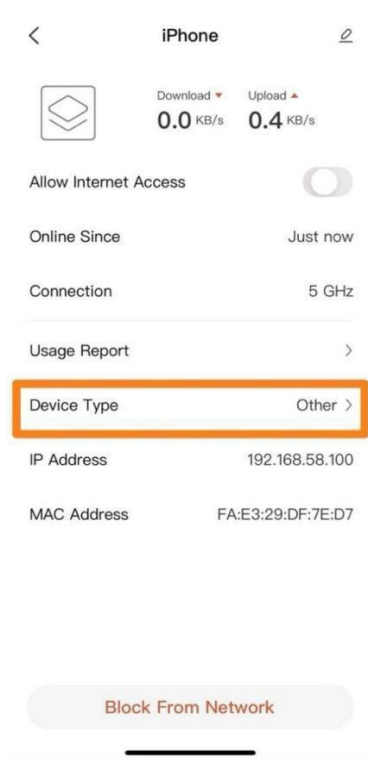 iPhone
Download Upload
0.0 KB/s 0.4 KB/s
Allow Internet Access
Online Since Just now
Connection 5 GHz
Usage Report
Device Type Other
IP Address 192.168.58.100
MAC Address FA:E3:29:DF:7E:D7
Block From Network